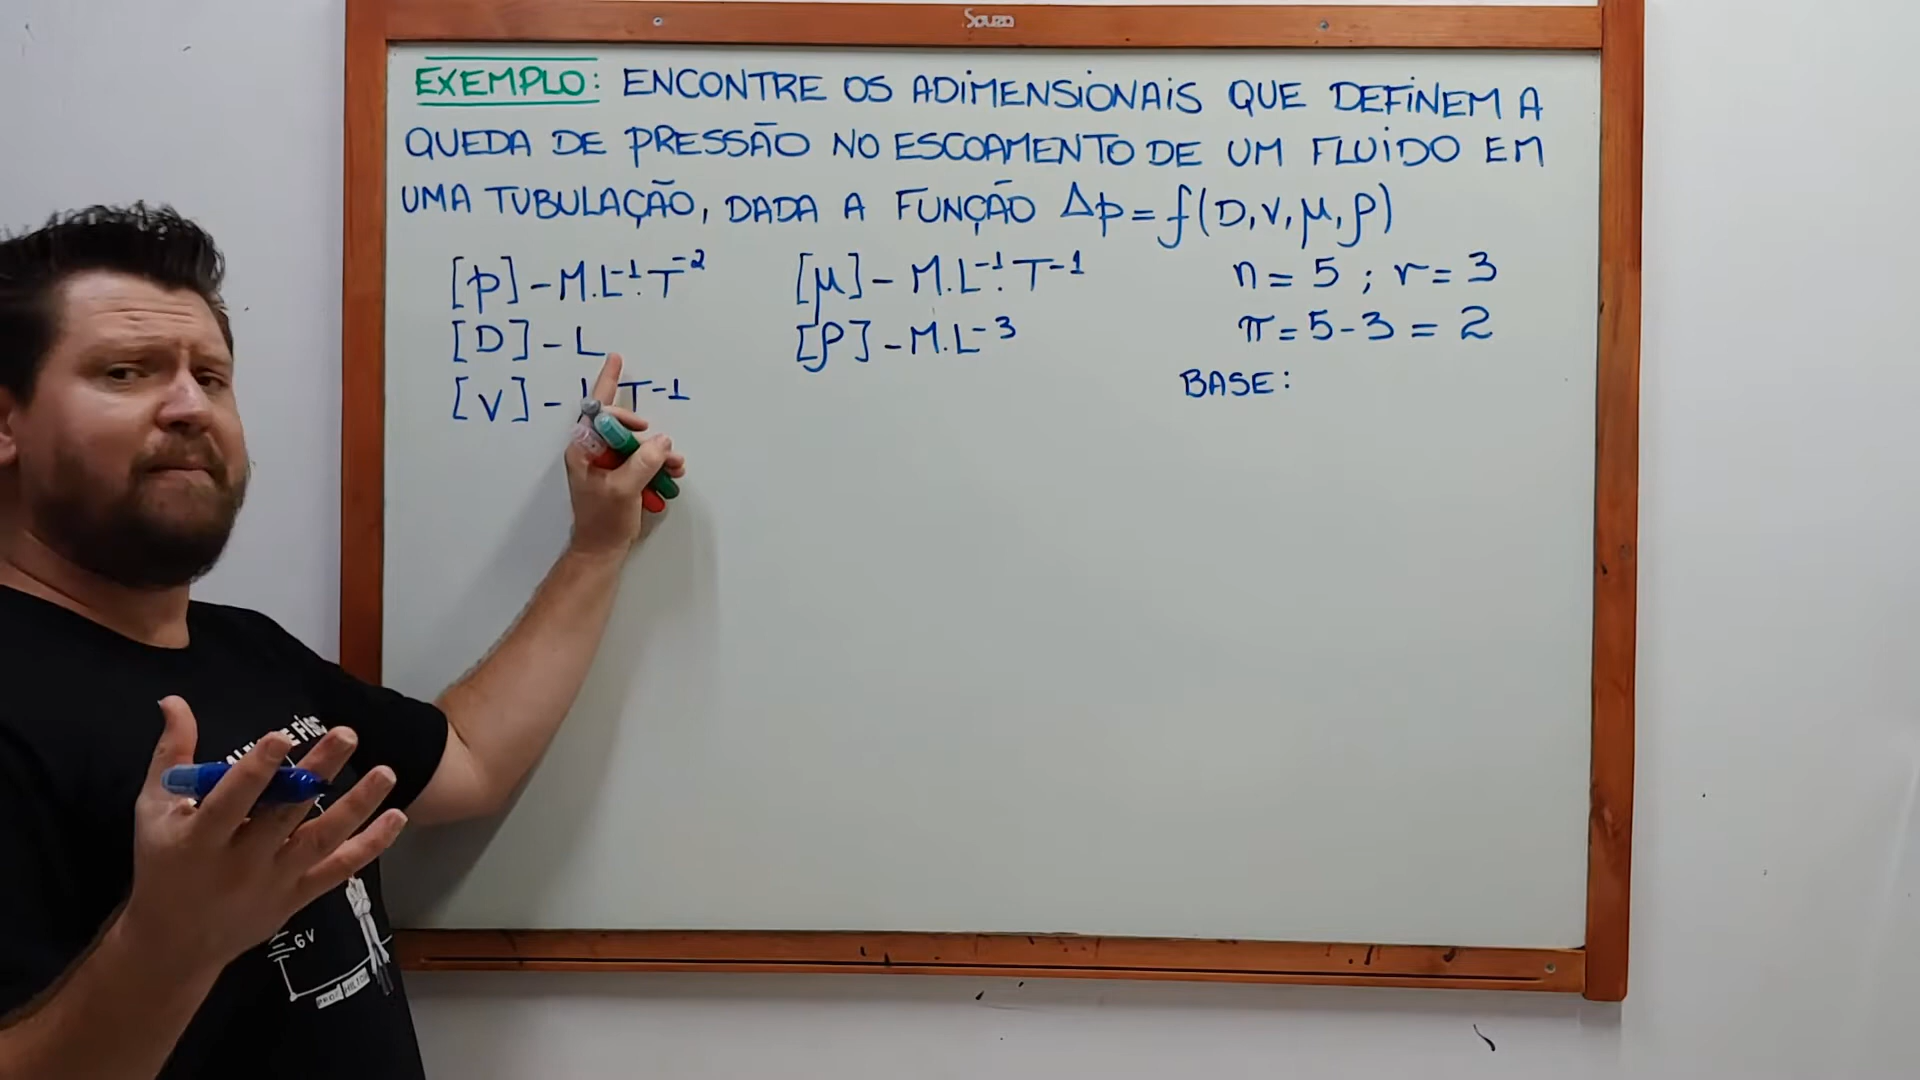 Souza
EXEMPLO: ENCONTRE OS ADIMENSIONAIS QUE DEFINEM A
QUEDA DE PRESSÃO NO ESCOAMENTO DE UM FLUIDO EM
UMA TUBULAÇÃO, DADA A FUNÇÃO Δp = f(D, v, μ, ρ)
[p] - M.L⁻¹.T⁻²
[D] - L
[v] - L.T⁻¹
[μ] - M.L⁻¹.T⁻¹
[ρ] - M.L⁻³
n = 5 ; r = 3
π = 5 - 3 = 2
BASE:
6V